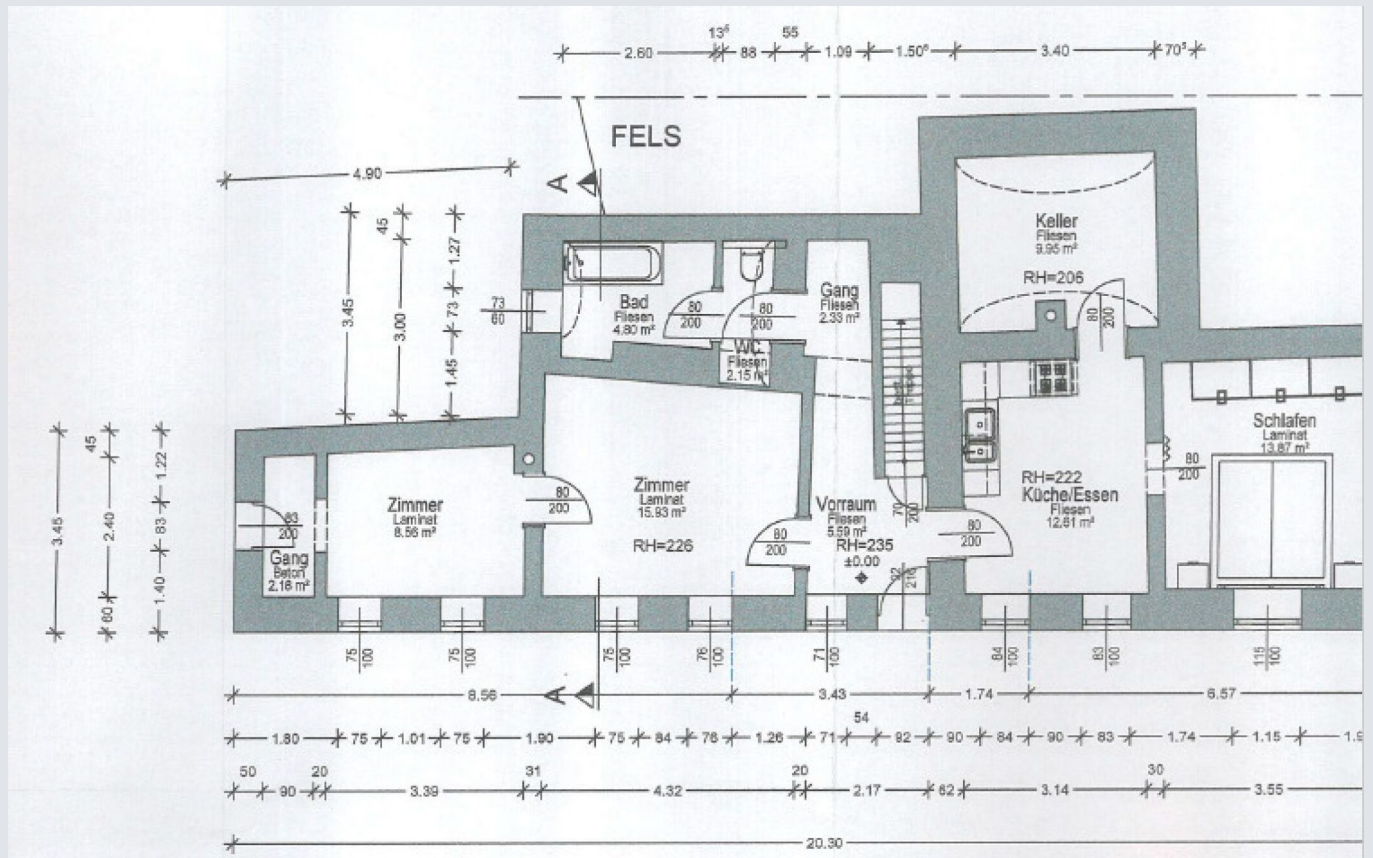 13⁵ 55
2.60 88 1.09 1.50⁵ 3.40 70⁵
FELS
4.90
A
45
3.45
3.00
1.27
73
1.45
73
60
Bad
Fliesen
4.80 m²
80
200
80
200
WC
Fliesen
2.15 m²
Gang
Fliesen
2.33 m²
Keller
Fliesen
9.95 m²
RH=206
80
200
45
3.45
2.40
60
1.22
83
1.40
83
200
Gang
Beton
2.16 m²
Zimmer
Laminat
8.56 m²
80
200
Zimmer
Laminat
15.93 m²
RH=226
80
200
Vorraum
Fliesen
5.59 m²
RH=235
±0.00
70
200
92
210
80
200
RH=222
Küche/Essen
Fliesen
12.61 m²
80
200
Schlafen
Laminat
13.87 m²
75
100
75
100
75
100
76
100
71
100
84
100
83
100
115
100
8.56 A 3.43 1.74 6.57
54
1.80 75 1.01 75 1.90 75 84 76 1.26 71 92 90 84 90 83 1.74 1.15
50 20 31 20 30
90 3.39 4.32 2.17 62 3.14 3.55
20.30